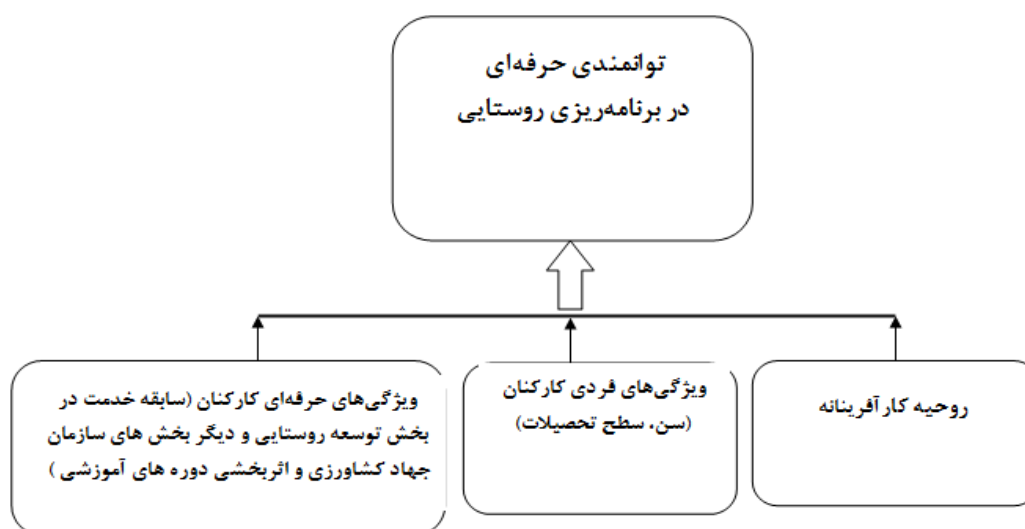 توانمندی حرفه‌ای
در برنامه‌ریزی روستایی
روحیه کارآفرینانه
ویژگی‌های فردی کارکنان
(سن، سطح تحصیلات)
ویژگی‌های حرفه‌ای کارکنان (سابقه خدمت در
بخش توسعه روستایی و دیگر بخش های سازمان
جهاد کشاورزی و اثربخشی دوره های آموزشی )